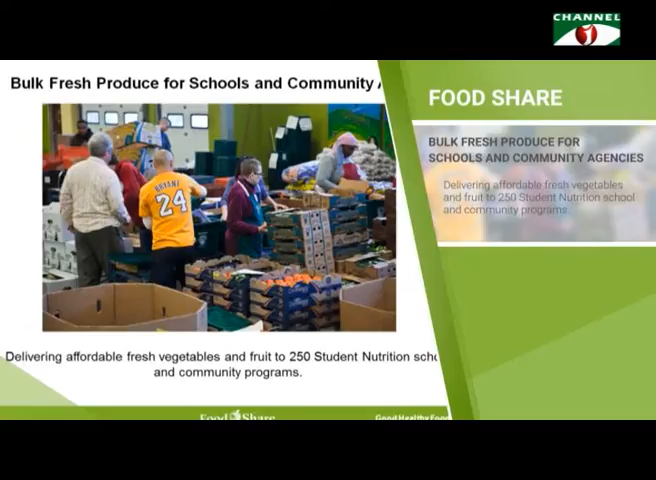 CHANNEL
i
Bulk Fresh Produce for Schools and Community
FOOD SHARE
BULK FRESH PRODUCE FOR
SCHOOLS AND COMMUNITY AGENCIES
Delivering affordable fresh vegetables
and fruit to 250 Student Nutrition school
and community programs.
BRYANT
24
Delivering affordable fresh vegetables and fruit to 250 Student Nutrition scho
and community programs.
FoodShare
Good Healthy Food